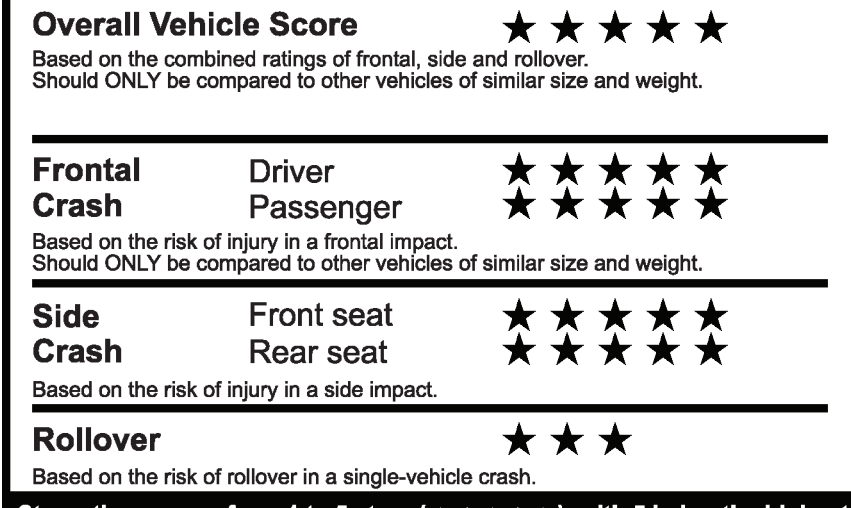 Overall Vehicle Score ★ ★ ★ ★ ★
Based on the combined ratings of frontal, side and rollover.
Should ONLY be compared to other vehicles of similar size and weight.
Frontal Driver ★ ★ ★ ★ ★
Crash Passenger ★ ★ ★ ★ ★
Based on the risk of injury in a frontal impact.
Should ONLY be compared to other vehicles of similar size and weight.
Side Front seat ★ ★ ★ ★ ★
Crash Rear seat ★ ★ ★ ★ ★
Based on the risk of injury in a side impact.
Rollover ★ ★ ★
Based on the risk of rollover in a single-vehicle crash.